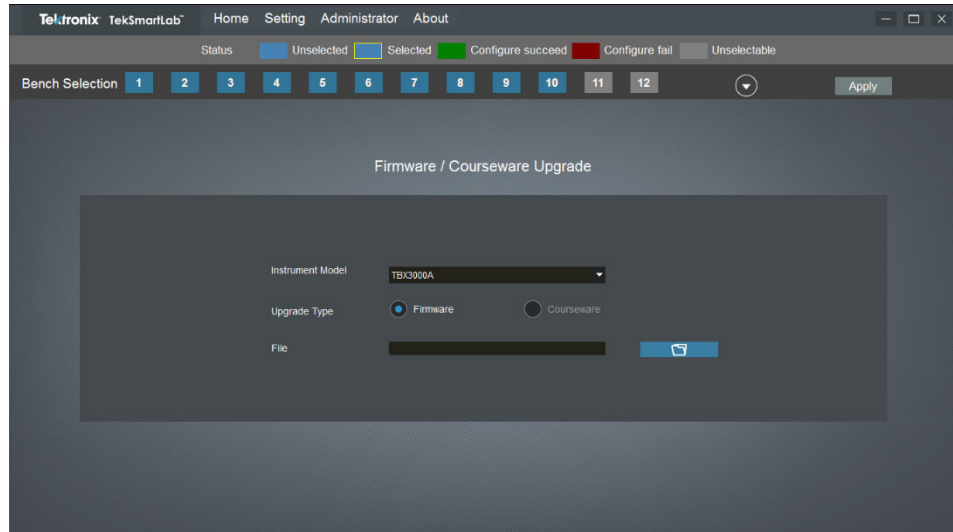 Tektronix TekSmartLab™ Home Setting Administrator About
Status Unselected Selected Configure succeed Configure fail Unselectable
Bench Selection 1 2 3 4 5 6 7 8 9 10 11 12 Apply
Firmware / Courseware Upgrade
Instrument Model TBX3000A
Upgrade Type Firmware Courseware
File